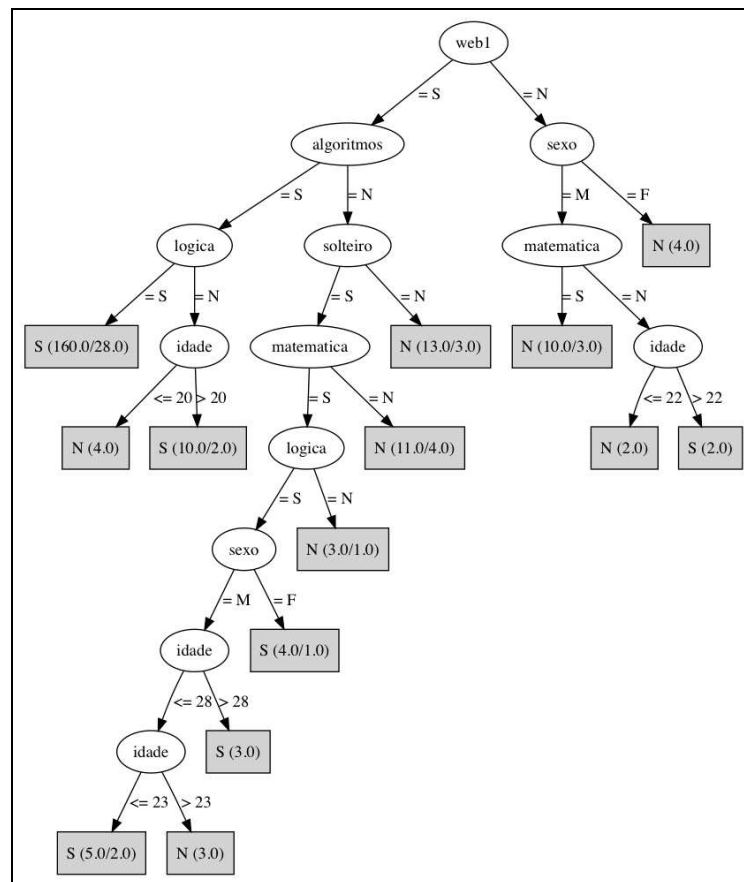 web1
= S
= N
algoritmos
sexo
= S
= N
= M
= F
logica
solteiro
matematica
N (4.0)
= S
= N
= S
= N
= S
= N
S (160.0/28.0)
idade
matematica
N (13.0/3.0)
N (10.0/3.0)
idade
<= 20
> 20
= S
= N
<= 22
> 22
N (4.0)
S (10.0/2.0)
logica
N (11.0/4.0)
N (2.0)
S (2.0)
= S
= N
sexo
N (3.0/1.0)
= M
= F
idade
S (4.0/1.0)
<= 28
> 28
idade
S (3.0)
<= 23
> 23
S (5.0/2.0)
N (3.0)